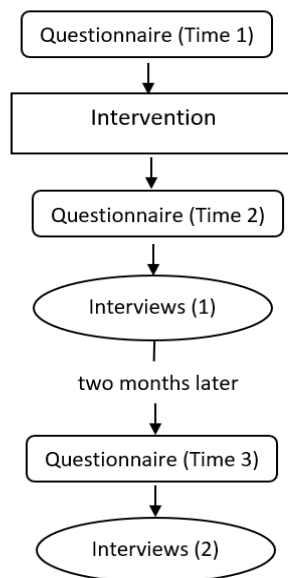 Questionnaire (Time 1)
Intervention
Questionnaire (Time 2)
Interviews (1)
two months later
Questionnaire (Time 3)
Interviews (2)